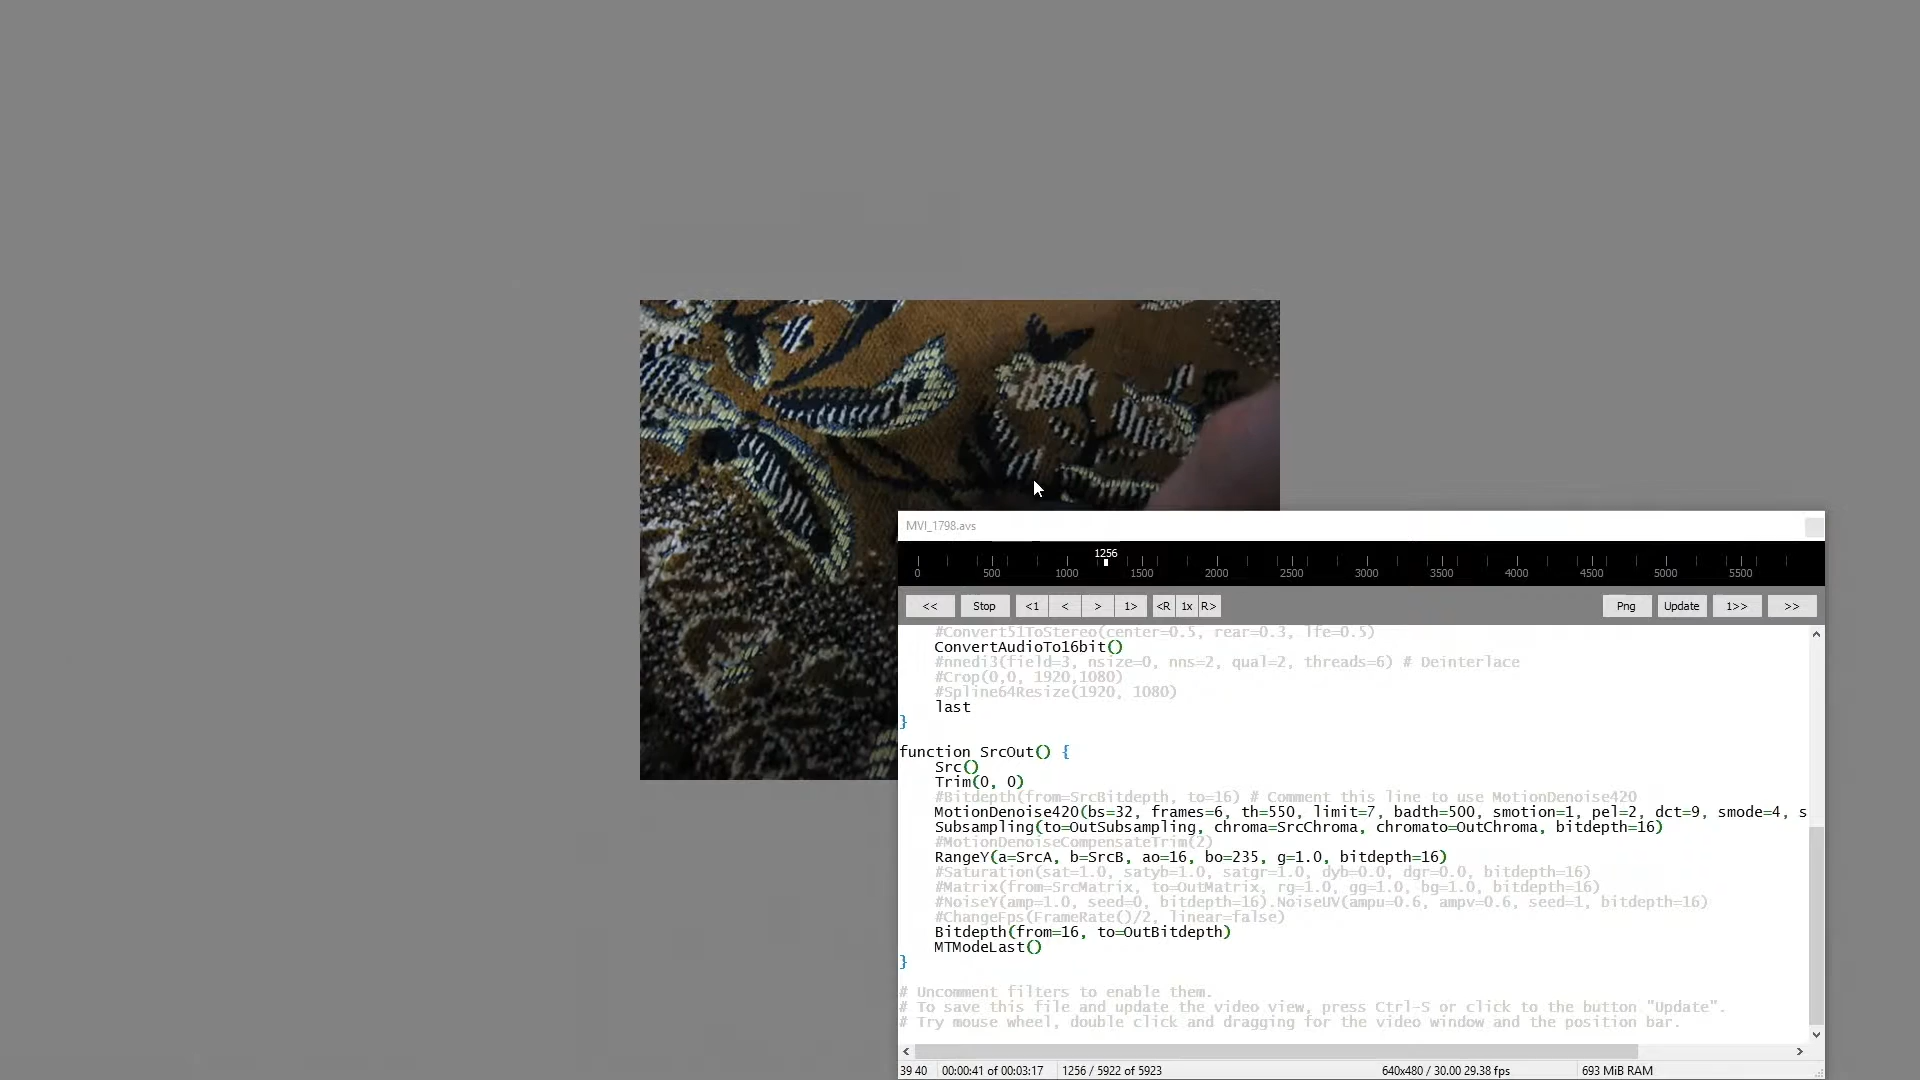 MVI_1798.avs
1256
0 500 1000 1500 2000 2500 3000 3500 4000 4500 5000 5500
<< Stop <1 < > 1> <R 1x R> Png Update 1>> >>
#Convert51ToStereo(center=0.5, rear=0.3, lfe=0.5)
ConvertAudioTo16bit()
#nnedi3(field=3, nsize=0, nns=2, qual=2, threads=6) # Deinterlace
#Crop(0,0, 1920,1080)
#Spline64Resize(1920, 1080)
last
}
function SrcOut() {
Src()
Trim(0, 0)
#Bitdepth(from=SrcBitdepth, to=16) # Comment this line to use MotionDenoise420
MotionDenoise420(bs=32, frames=6, th=550, limit=7, badth=500, smotion=1, pel=2, dct=9, smode=4, s
Subsampling(to=OutSubsampling, chroma=SrcChroma, chromato=OutChroma, bitdepth=16)
#MotionDenoiseCompensateTrim(2)
RangeY(a=SrcA, b=SrcB, ao=16, bo=235, g=1.0, bitdepth=16)
#Saturation(sat=1.0, satyb=1.0, satgr=1.0, dyb=0.0, dgr=0.0, bitdepth=16)
#Matrix(from=SrcMatrix, to=OutMatrix, rg=1.0, gg=1.0, bg=1.0, bitdepth=16)
#NoiseY(amp=1.0, seed=0, bitdepth=16).NoiseUV(ampu=0.6, ampv=0.6, seed=1, bitdepth=16)
#ChangeFps(FrameRate()/2, linear=false)
Bitdepth(from=16, to=OutBitdepth)
MTModeLast()
}
# Uncomment filters to enable them.
# To save this file and update the video view, press Ctrl-S or click to the button "Update".
# Try mouse wheel, double click and dragging for the video window and the position bar.
39 40 00:00:41 of 00:03:17 1256 / 5922 of 5923 640x480 / 30.00 29.38 fps 693 MiB RAM